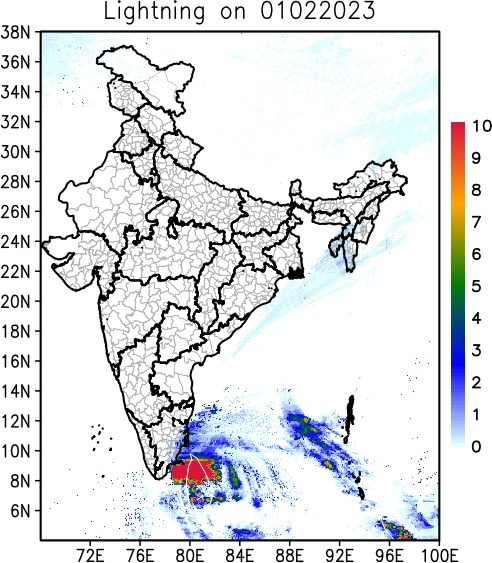 Lightning on 01022023
38N
36N
34N
32N
30N
28N
26N
24N
22N
20N
18N
16N
14N
12N
10N
8N
6N
72E 76E 80E 84E 88E 92E 96E 100E
10
9
8
7
6
5
4
3
2
1
0